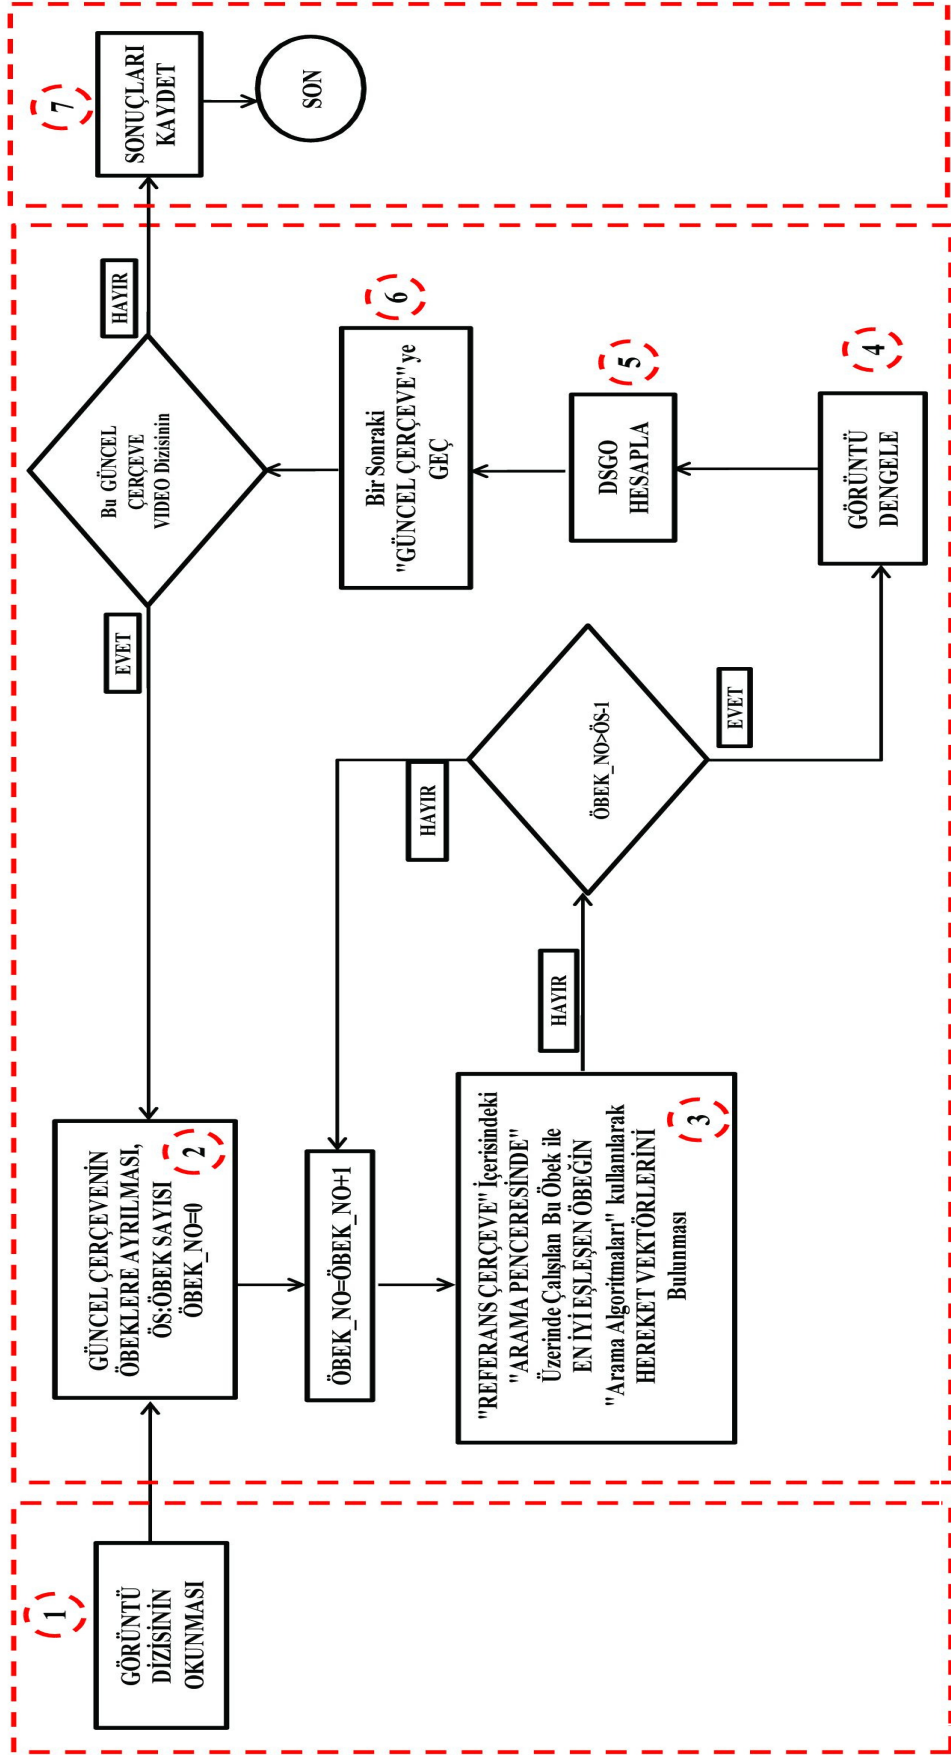 1
GÖRÜNTÜ
DİZİSİNİN
OKUNMASI
GÜNCEL ÇERÇEVENİN
ÖBEKLERE AYRILMASI,
ÖS:ÖBEK SAYISI
ÖBEK_NO=0
2
ÖBEK_NO=ÖBEK_NO+1
"REFERANS ÇERÇEVE" İçerisindeki
"ARAMA PENCERESİNDE"
Üzerinde Çalışılan Bu Öbek ile
EN İYİ EŞLEŞEN ÖBEĞİN
"Arama Algoritmaları" kullanılarak
HEREKET VEKTÖRLERİNİ
Bulunması
3
HAYIR
ÖBEK_NO>ÖS-1
HAYIR
EVET
GÖRÜNTÜ
DENGELE
4
DSGO
HESAPLA
5
Bir Sonraki
"GÜNCEL ÇERÇEVE" ye
GEÇ
6
Bu GÜNCEL
ÇERÇEVE
VIDEO Dizisinin
EVET
HAYIR
7
SONUÇLARI
KAYDET
SON